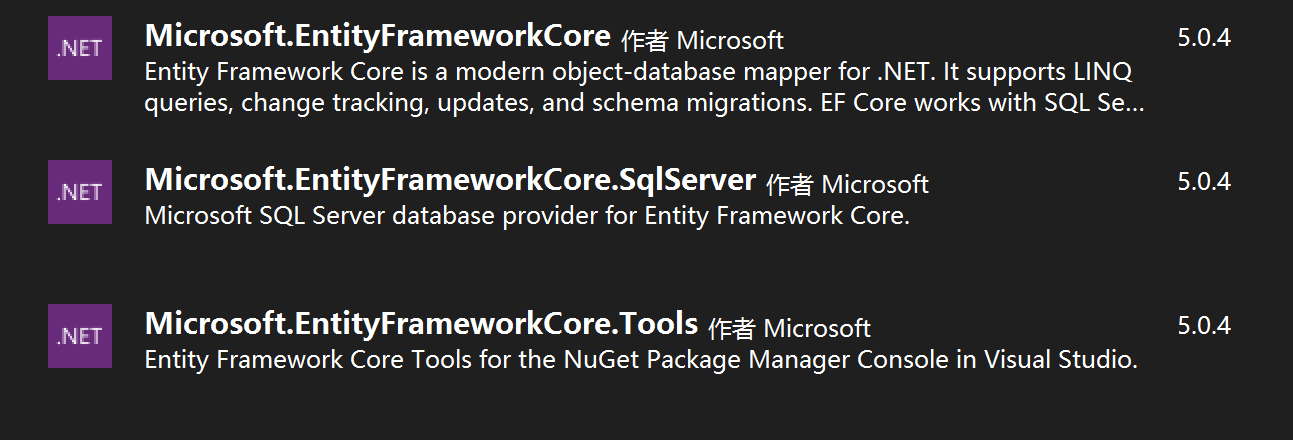 .NET
Microsoft.EntityFrameworkCore 作者 Microsoft 5.0.4
Entity Framework Core is a modern object-database mapper for .NET. It supports LINQ
queries, change tracking, updates, and schema migrations. EF Core works with SQL Se...
.NET
Microsoft.EntityFrameworkCore.SqlServer 作者 Microsoft 5.0.4
Microsoft SQL Server database provider for Entity Framework Core.
.NET
Microsoft.EntityFrameworkCore.Tools 作者 Microsoft 5.0.4
Entity Framework Core Tools for the NuGet Package Manager Console in Visual Studio.